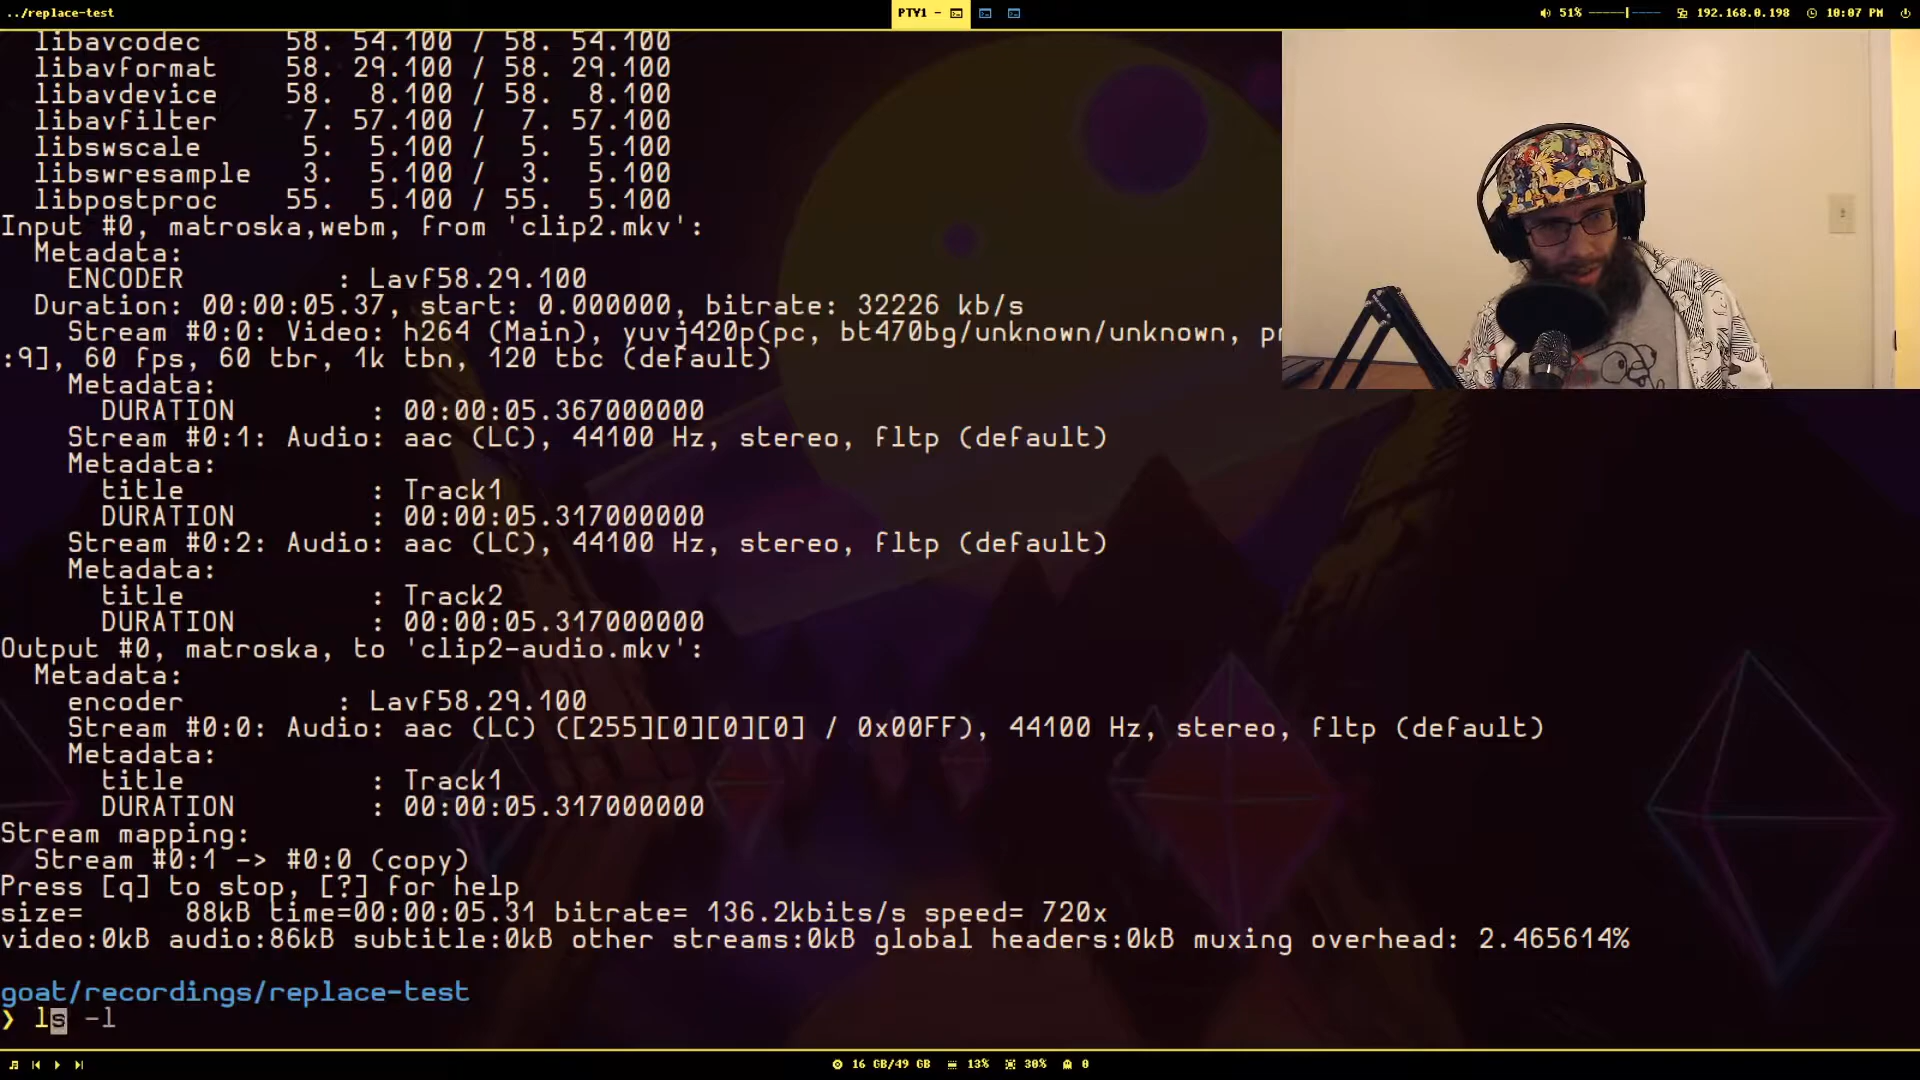 ../replace-test
PTY1 -
51%
192.168.0.198
10:07 PM
libavcodec 58. 54.100 / 58. 54.100
libavformat 58. 29.100 / 58. 29.100
libavdevice 58. 8.100 / 58. 8.100
libavfilter 7. 57.100 / 7. 57.100
libswscale 5. 5.100 / 5. 5.100
libswresample 3. 5.100 / 3. 5.100
libpostproc 55. 5.100 / 55. 5.100
Input #0, matroska,webm, from 'clip2.mkv':
Metadata:
ENCODER : Lavf58.29.100
Duration: 00:00:05.37, start: 0.000000, bitrate: 32226 kb/s
Stream #0:0: Video: h264 (Main), yuvj420p(pc, bt470bg/unknown/unknown, pr
:9], 60 fps, 60 tbr, 1k tbn, 120 tbc (default)
Metadata:
DURATION : 00:00:05.367000000
Stream #0:1: Audio: aac (LC), 44100 Hz, stereo, fltp (default)
Metadata:
title : Track1
DURATION : 00:00:05.317000000
Stream #0:2: Audio: aac (LC), 44100 Hz, stereo, fltp (default)
Metadata:
title : Track2
DURATION : 00:00:05.317000000
Output #0, matroska, to 'clip2-audio.mkv':
Metadata:
encoder : Lavf58.29.100
Stream #0:0: Audio: aac (LC) ([255][0][0][0] / 0x00FF), 44100 Hz, stereo, fltp (default)
Metadata:
title : Track1
DURATION : 00:00:05.317000000
Stream mapping:
Stream #0:1 -> #0:0 (copy)
Press [q] to stop, [?] for help
size= 88kB time=00:00:05.31 bitrate= 136.2kbits/s speed= 720x
video:0kB audio:86kB subtitle:0kB other streams:0kB global headers:0kB muxing overhead: 2.465614%
goat/recordings/replace-test
❯ ls -l
16 GB/49 GB
13%
30%
0